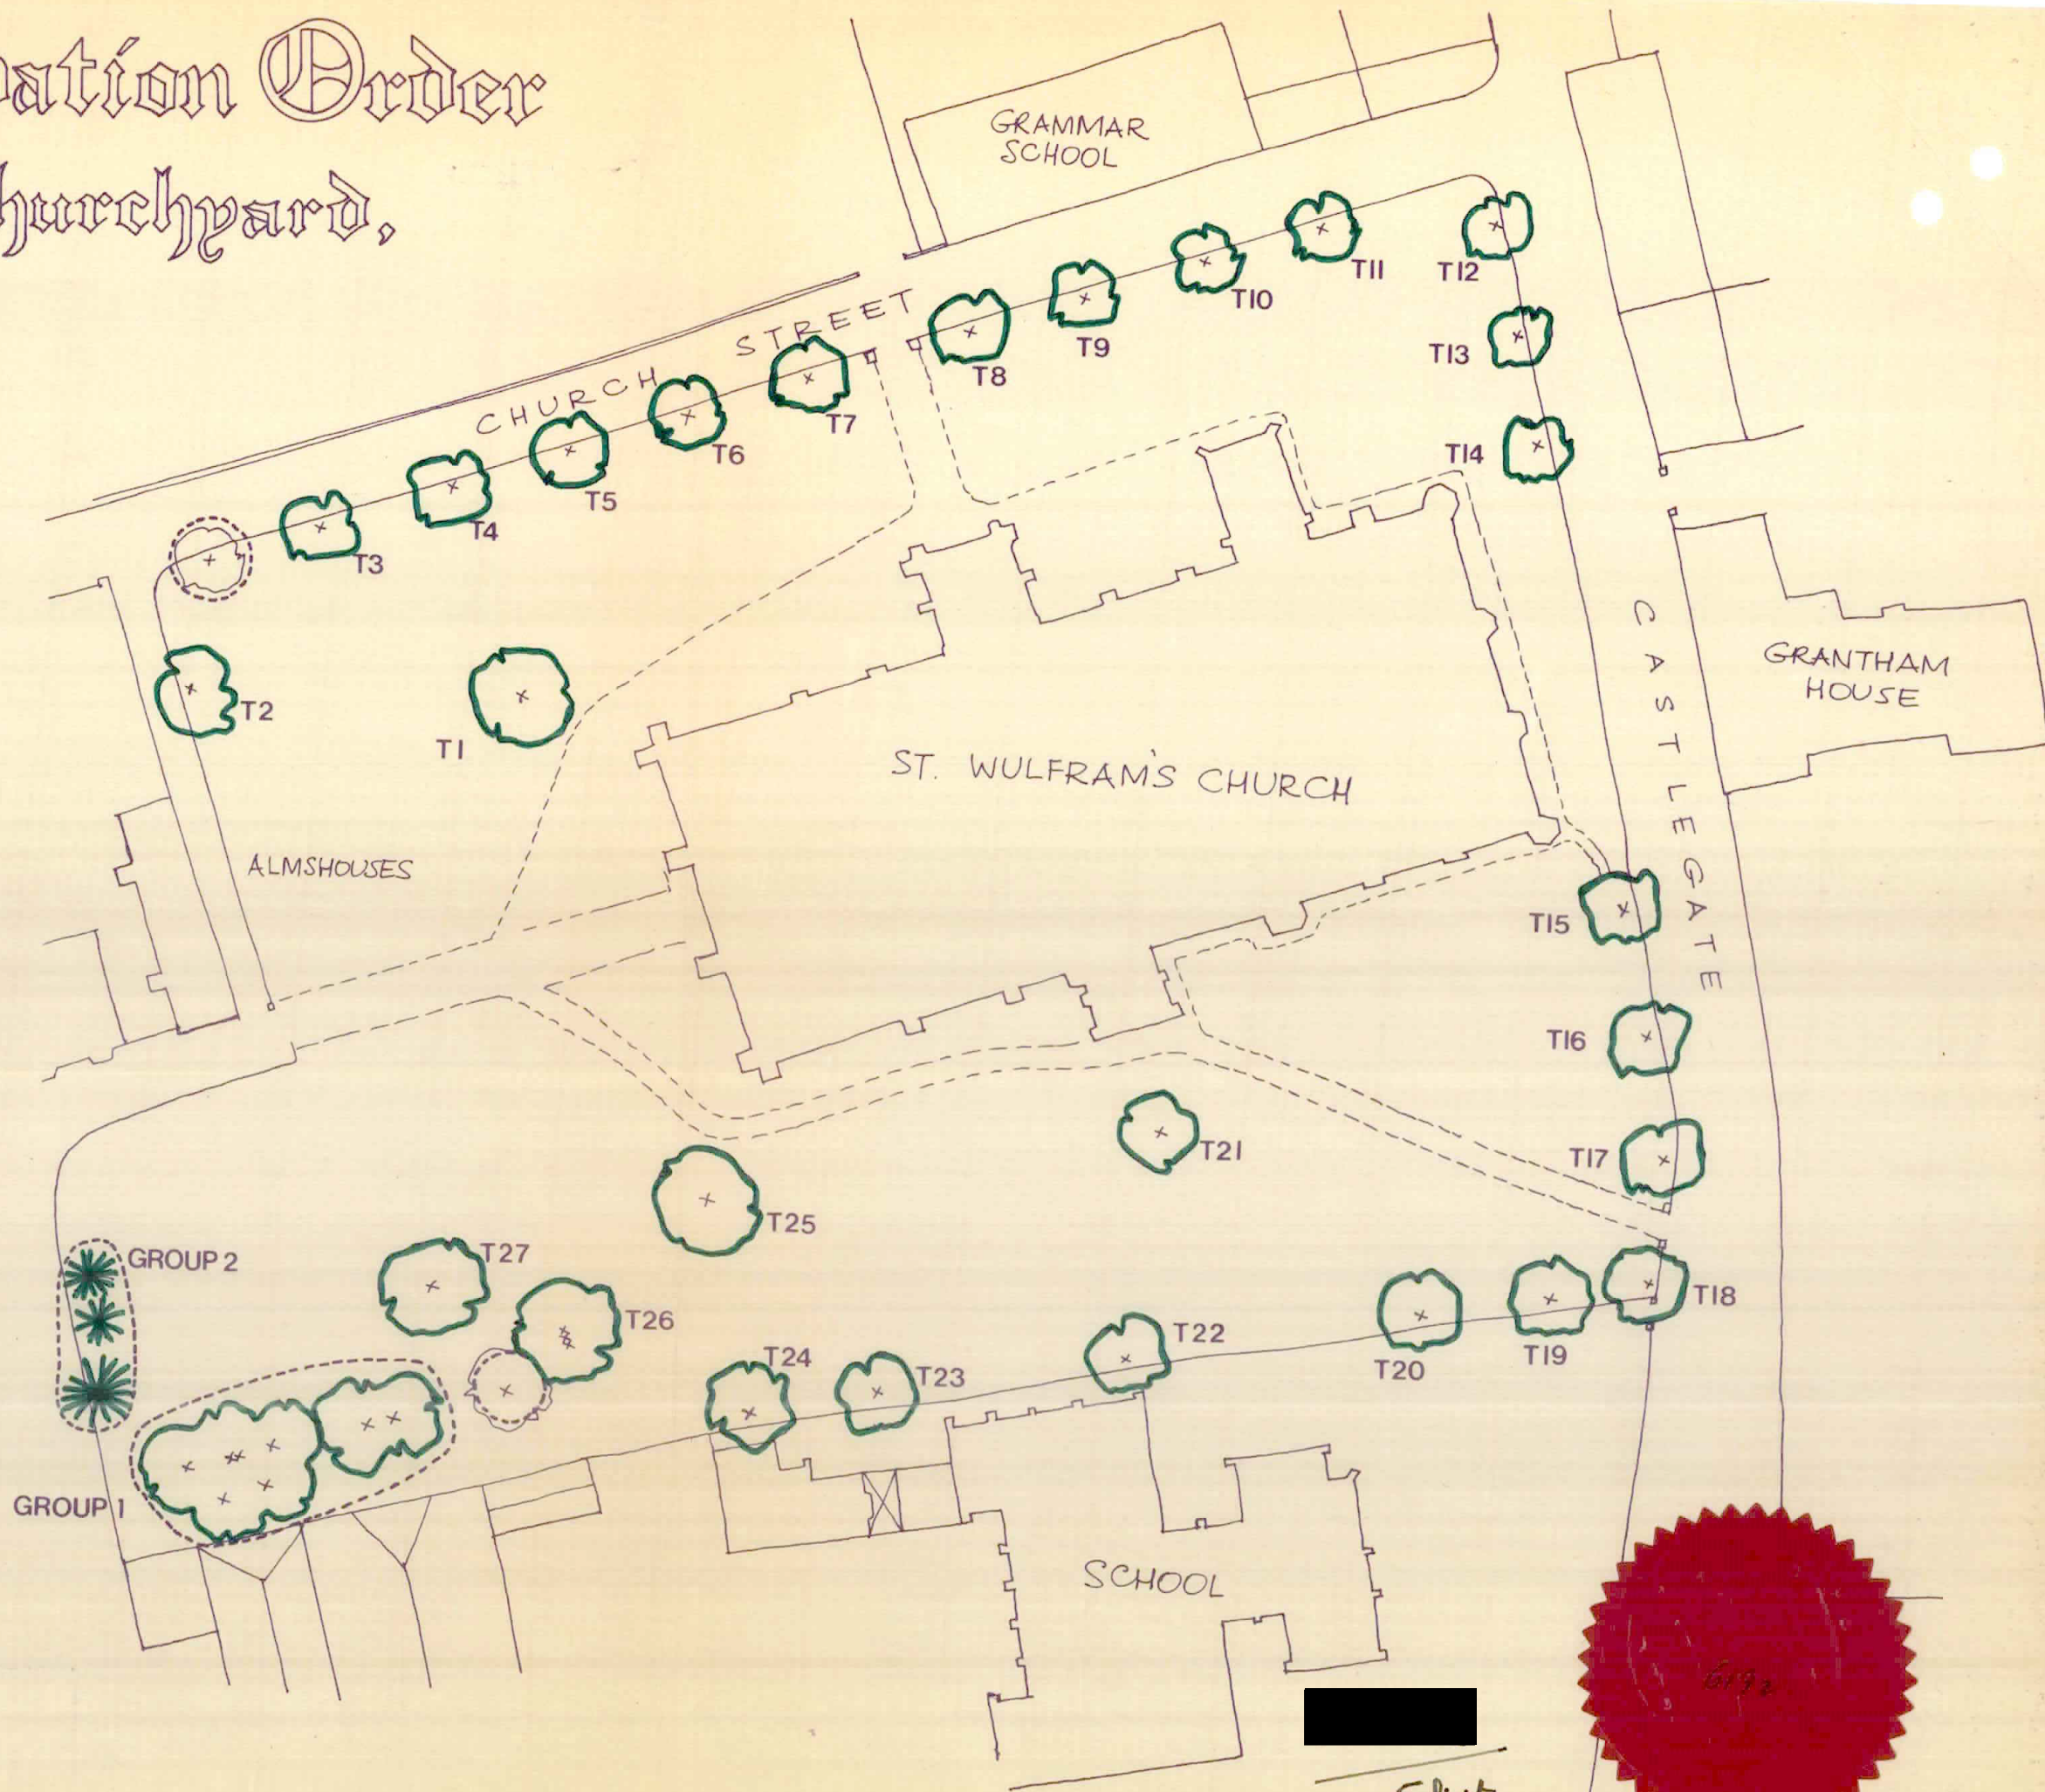 ation Order
hurchyard,
GRAMMAR
SCHOOL
CHURCH STREET
T11
T12
T10
T9
T13
T8
T7
T14
T6
T5
T4
T3
T2
T1
CASTLEGATE
GRANTHAM
HOUSE
ST. WULFRAM'S CHURCH
ALMSHOUSES
T15
T16
T21
T17
T25
T27
GROUP 2
T26
T18
T22
T24
T23
T20
T19
GROUP 1
SCHOOL